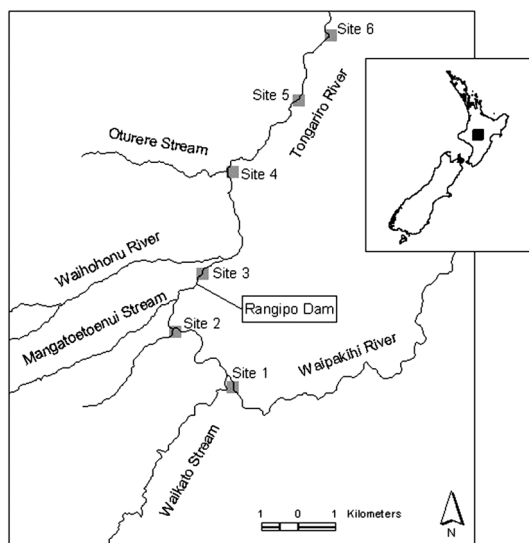 Site 6
Site 5
Tongariro River
Oturere Stream
Site 4
Waihohonu River
Site 3
Mangatoetoenui Stream
Rangipo Dam
Site 2
Waipakihi River
Site 1
Waikato Stream
1 0 1 Kilometers
N